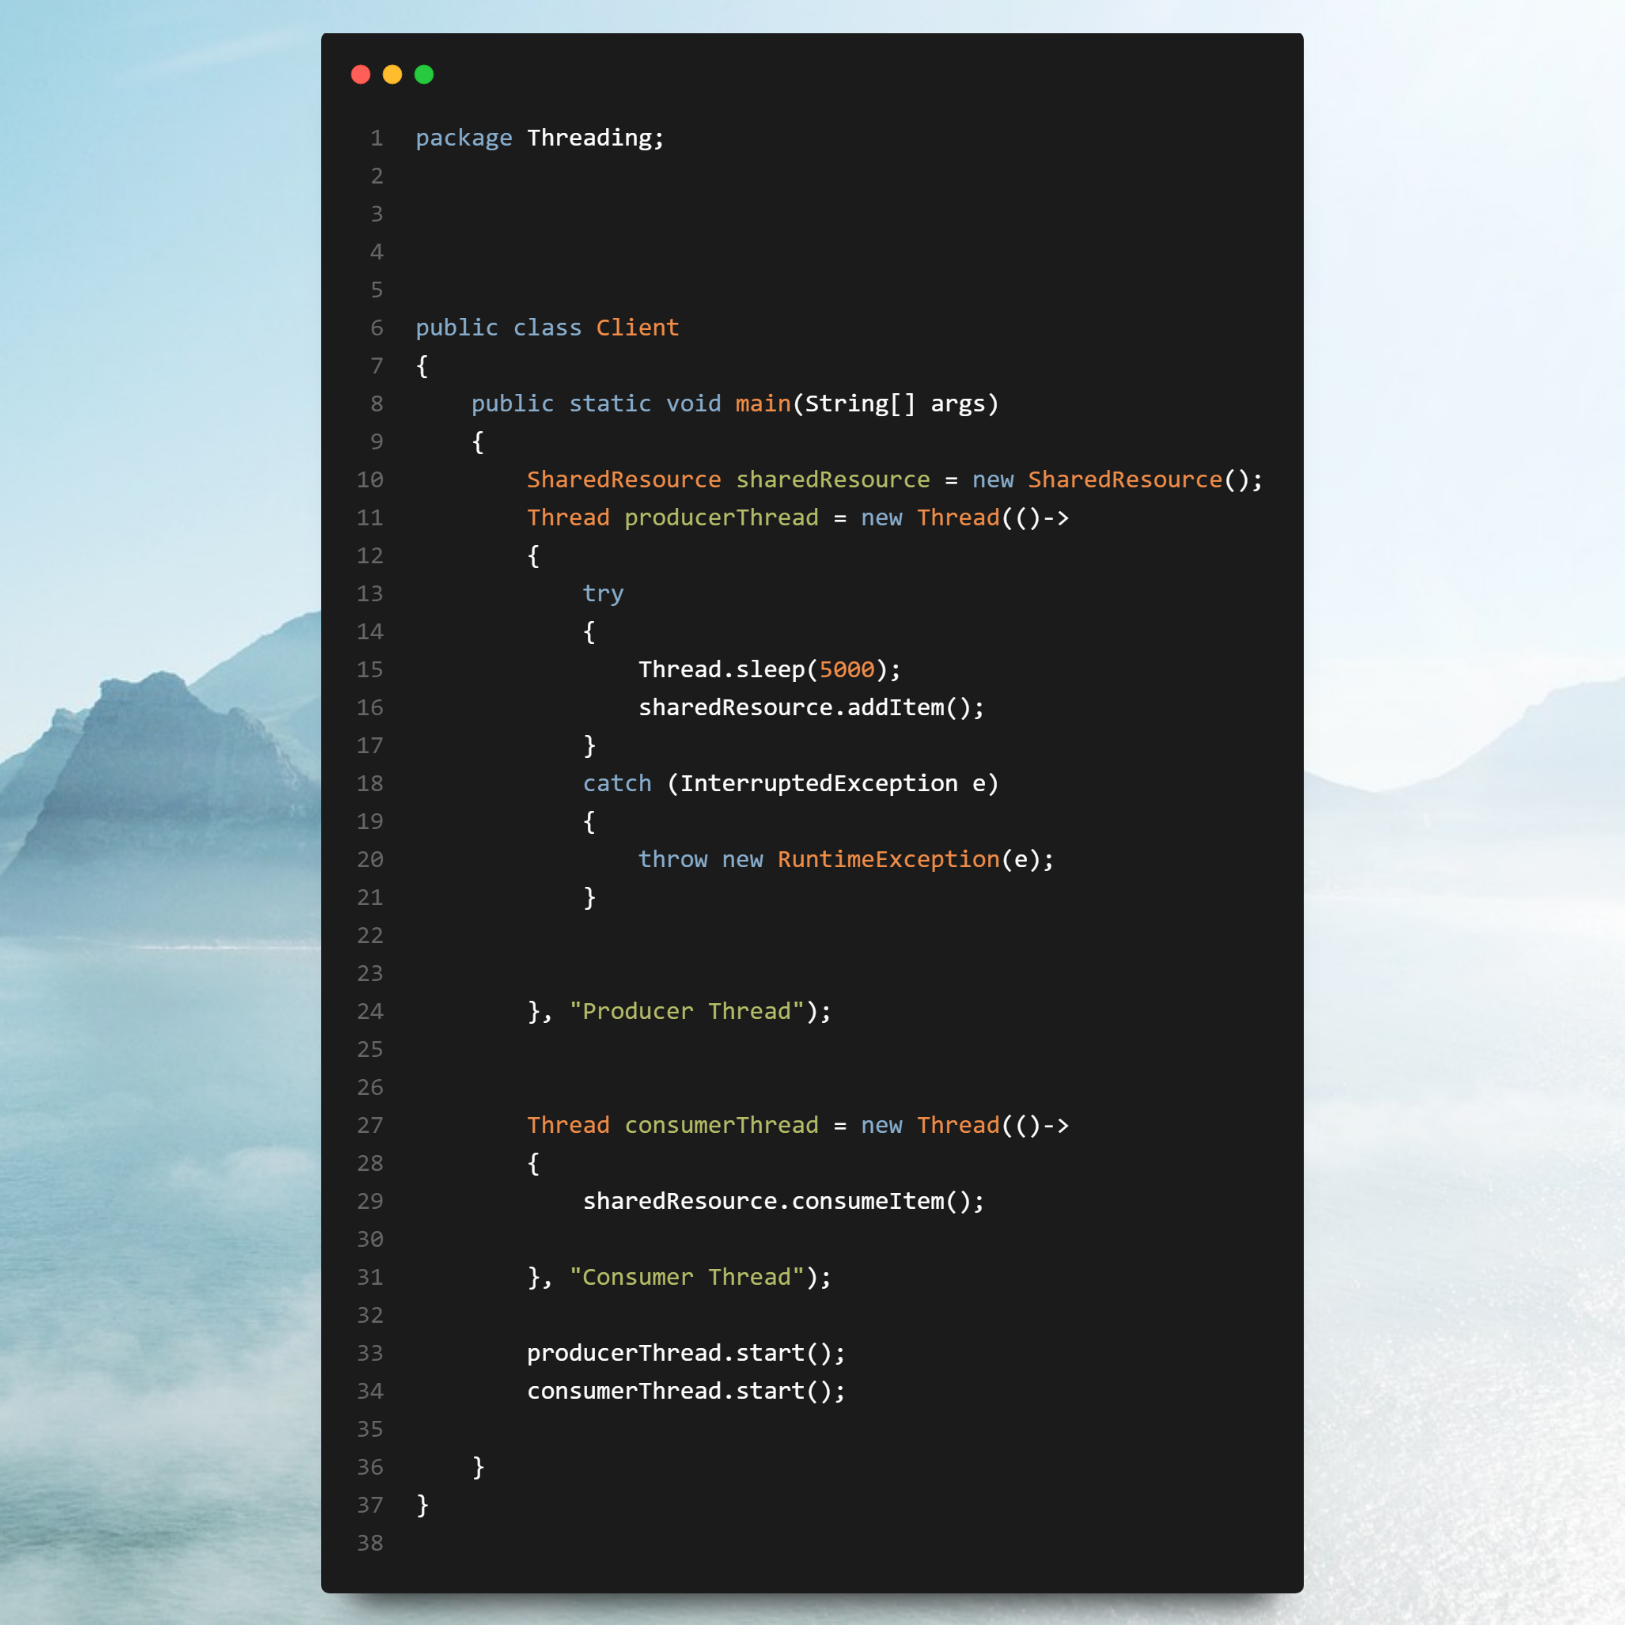 1 package Threading;
2
3
4
5
6 public class Client
7 {
8     public static void main(String[] args)
9     {
10         SharedResource sharedResource = new SharedResource();
11         Thread producerThread = new Thread(()->
12         {
13             try
14             {
15                 Thread.sleep(5000);
16                 sharedResource.addItem();
17             }
18             catch (InterruptedException e)
19             {
20                 throw new RuntimeException(e);
21             }
22
23
24         }, "Producer Thread");
25
26
27         Thread consumerThread = new Thread(()->
28         {
29             sharedResource.consumeItem();
30
31         }, "Consumer Thread");
32
33         producerThread.start();
34         consumerThread.start();
35
36     }
37 }
38